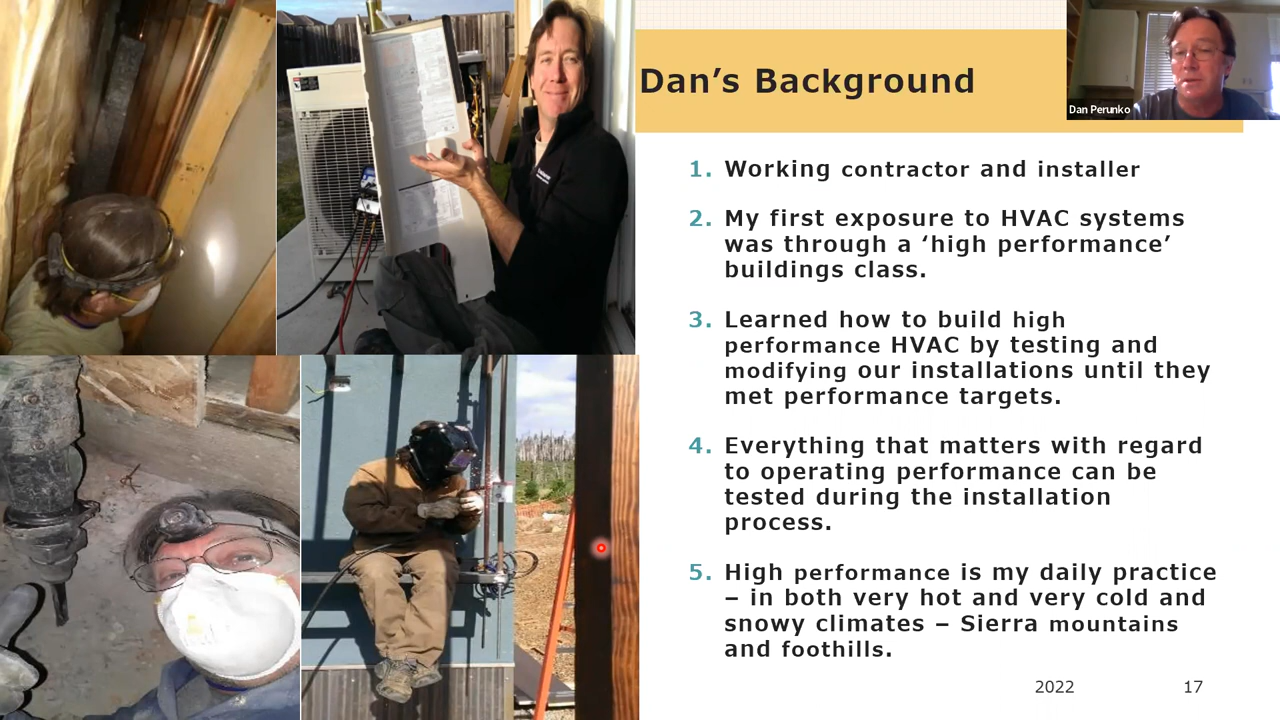 Dan's Background
Dan Perunko
1. Working contractor and installer
2. My first exposure to HVAC systems
was through a ‘high performance’
buildings class.
3. Learned how to build high
performance HVAC by testing and
modifying our installations until they
met performance targets.
4. Everything that matters with regard
to operating performance can be
tested during the installation
process.
5. High performance is my daily practice
– in both very hot and very cold and
snowy climates – Sierra mountains
and foothills.
2022
17